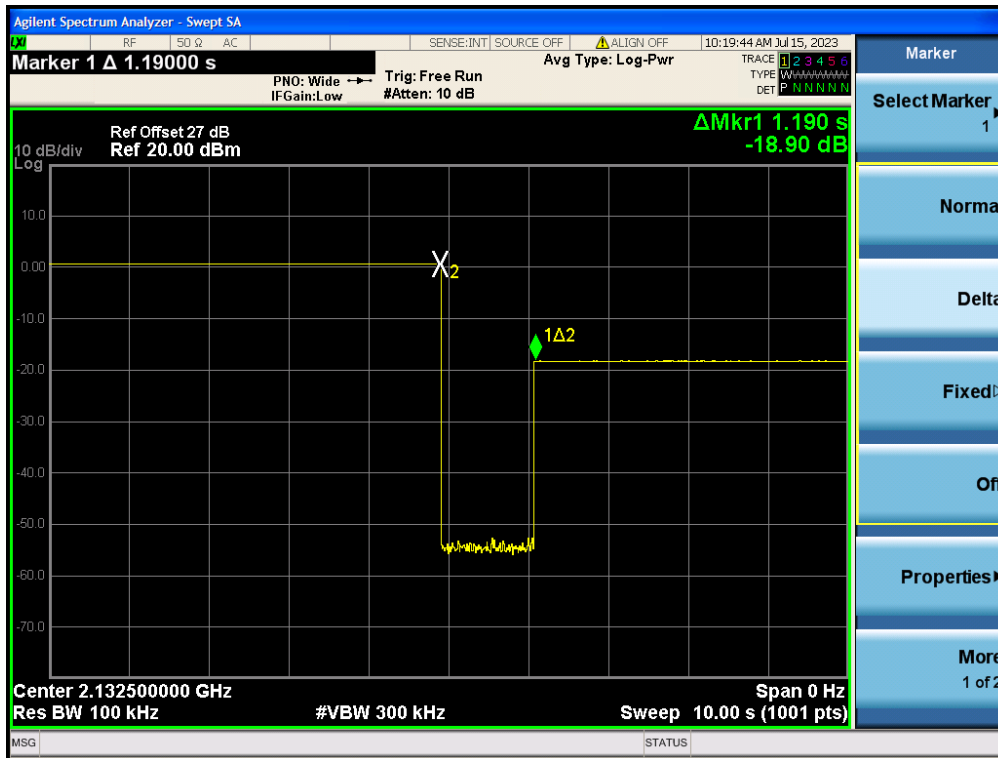 Agilent Spectrum Analyzer - Swept SA
LXI RF 50 Ω AC SENSE:INT SOURCE OFF ALIGN OFF 10:19:44 AM Jul 15, 2023
Marker 1 Δ 1.19000 s
PNO: Wide
IFGain:Low
Trig: Free Run
#Atten: 10 dB
Avg Type: Log-Pwr
TRACE 1 2 3 4 5 6
TYPE W
DET P N N N N N
ΔMkr1 1.190 s
-18.90 dB
Ref Offset 27 dB
10 dB/div Ref 20.00 dBm
Log
10.0
0.00
-10.0
-20.0
-30.0
-40.0
-50.0
-60.0
-70.0
2
1Δ2
Center 2.132500000 GHz Span 0 Hz
Res BW 100 kHz #VBW 300 kHz Sweep 10.00 s (1001 pts)
MSG STATUS
Marker
Select Marker
1
Norma
Delta
Fixed
Off
Properties
More
1 of 2